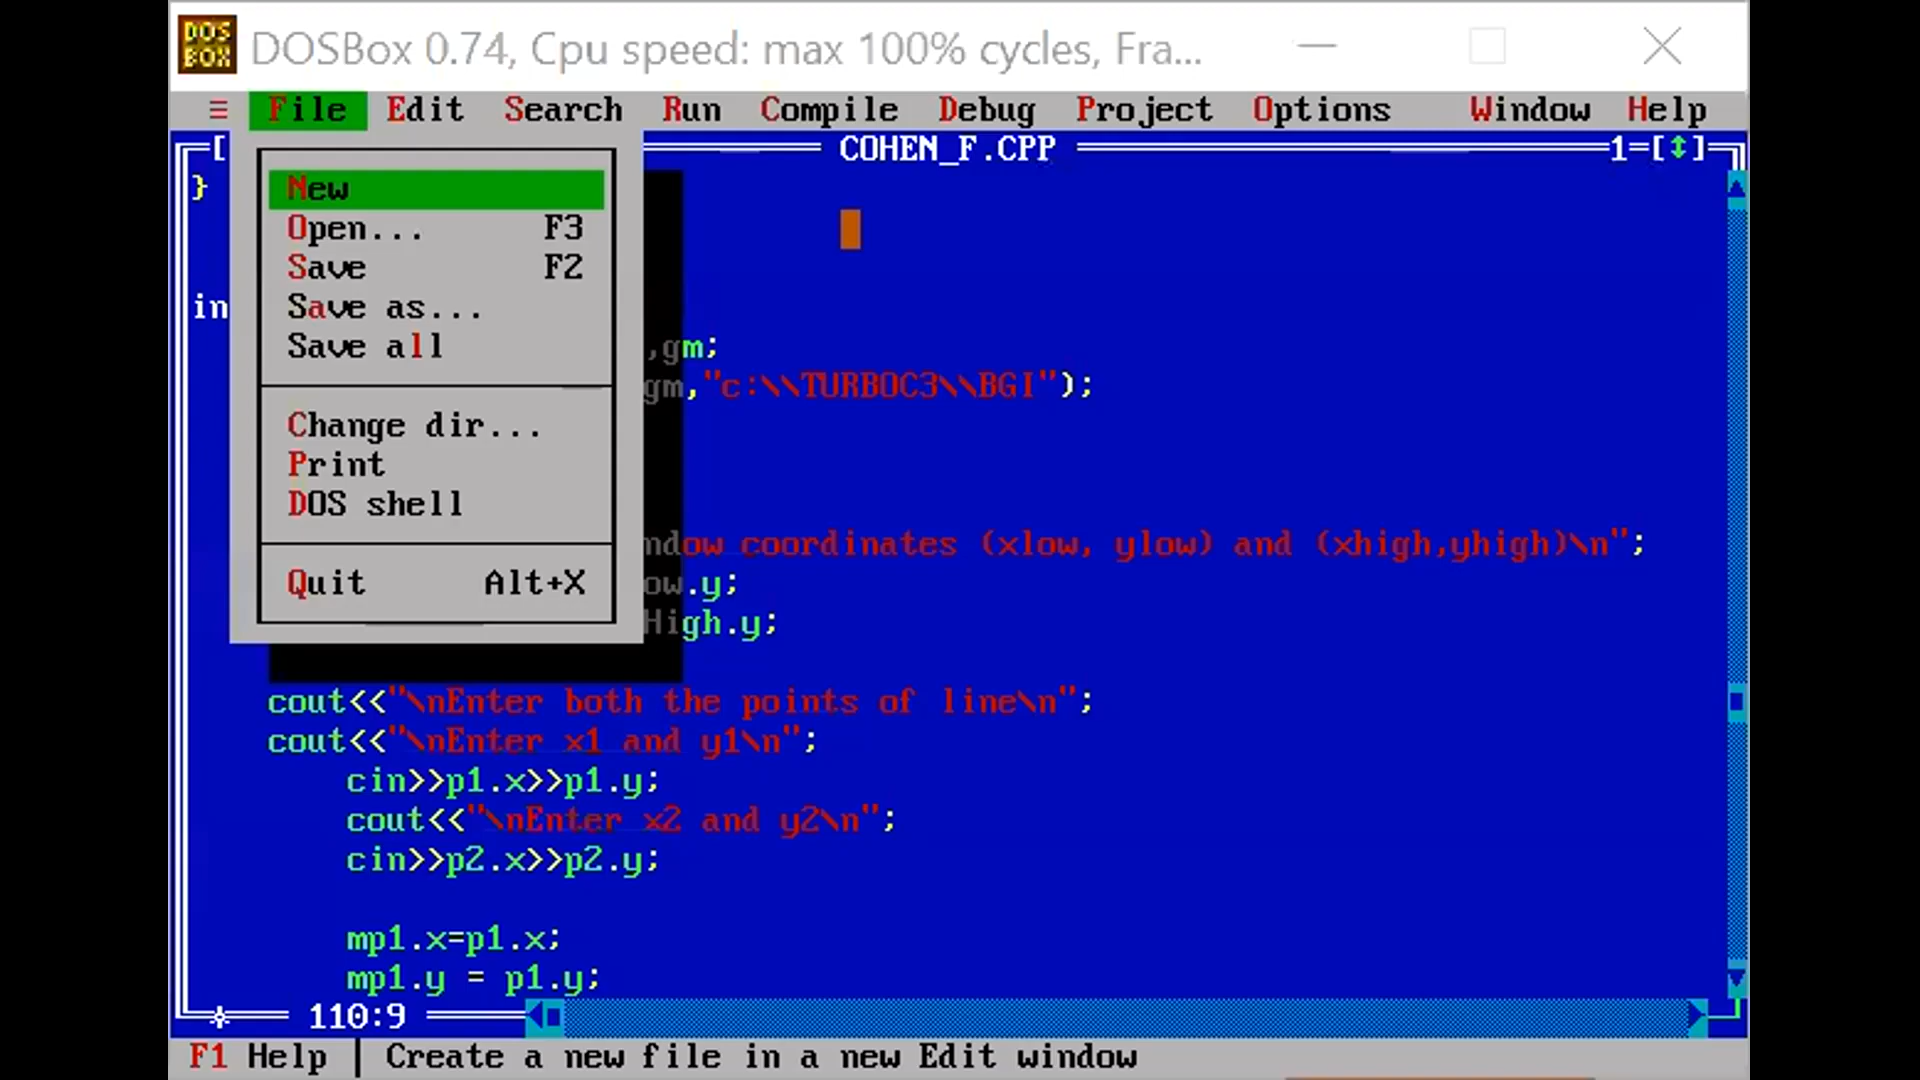 DOS
BOX
DOSBox 0.74, Cpu speed: max 100% cycles, Fra...
≡ File Edit Search Run Compile Debug Project Options Window Help
[ COHEN_F.CPP 1=[↕]
}
New
Open... F3
Save F2
in
Save as...
Save all
,gm;
gm,"c:\\TURBOC3\\BGI");
Change dir...
Print
DOS shell
ndow coordinates (xlow, ylow) and (xhigh,yhigh)\n";
Quit Alt+X
ow.y;
High.y;
cout<<"\nEnter both the points of line\n";
cout<<"\nEnter x1 and y1\n";
cin>>p1.x>>p1.y;
cout<<"\nEnter x2 and y2\n";
cin>>p2.x>>p2.y;
mp1.x=p1.x;
mp1.y = p1.y;
110:9
F1 Help | Create a new file in a new Edit window